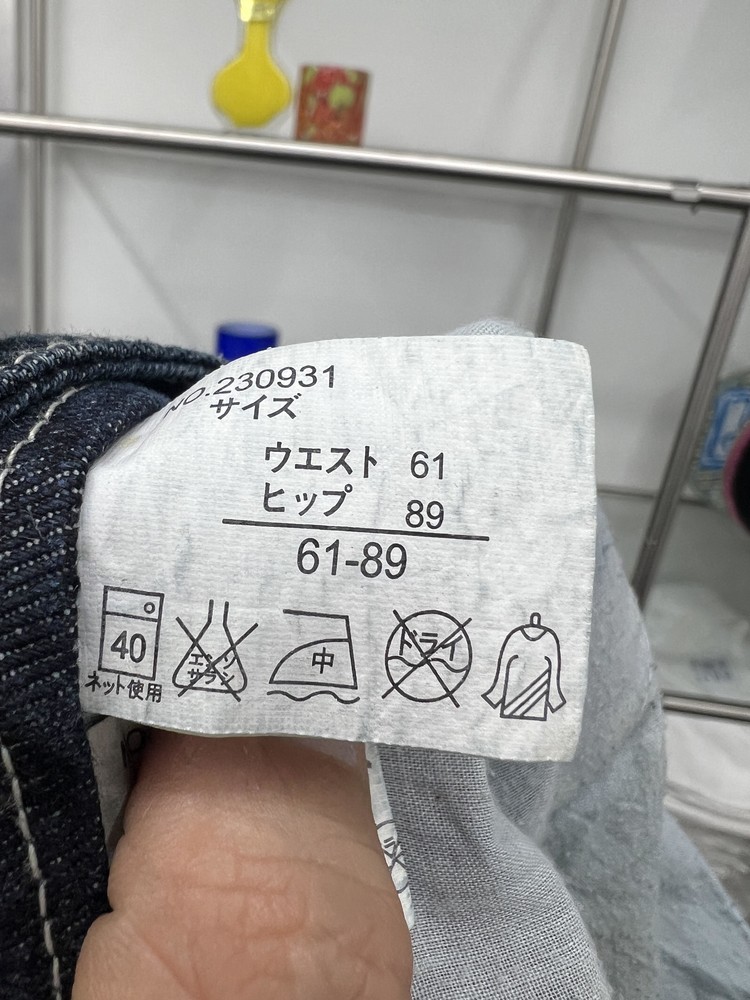 NO.230931
サイズ
ウエスト 61
ヒップ 89
61-89
40
ネット使用
エンソ
サラシ
中
ドライ